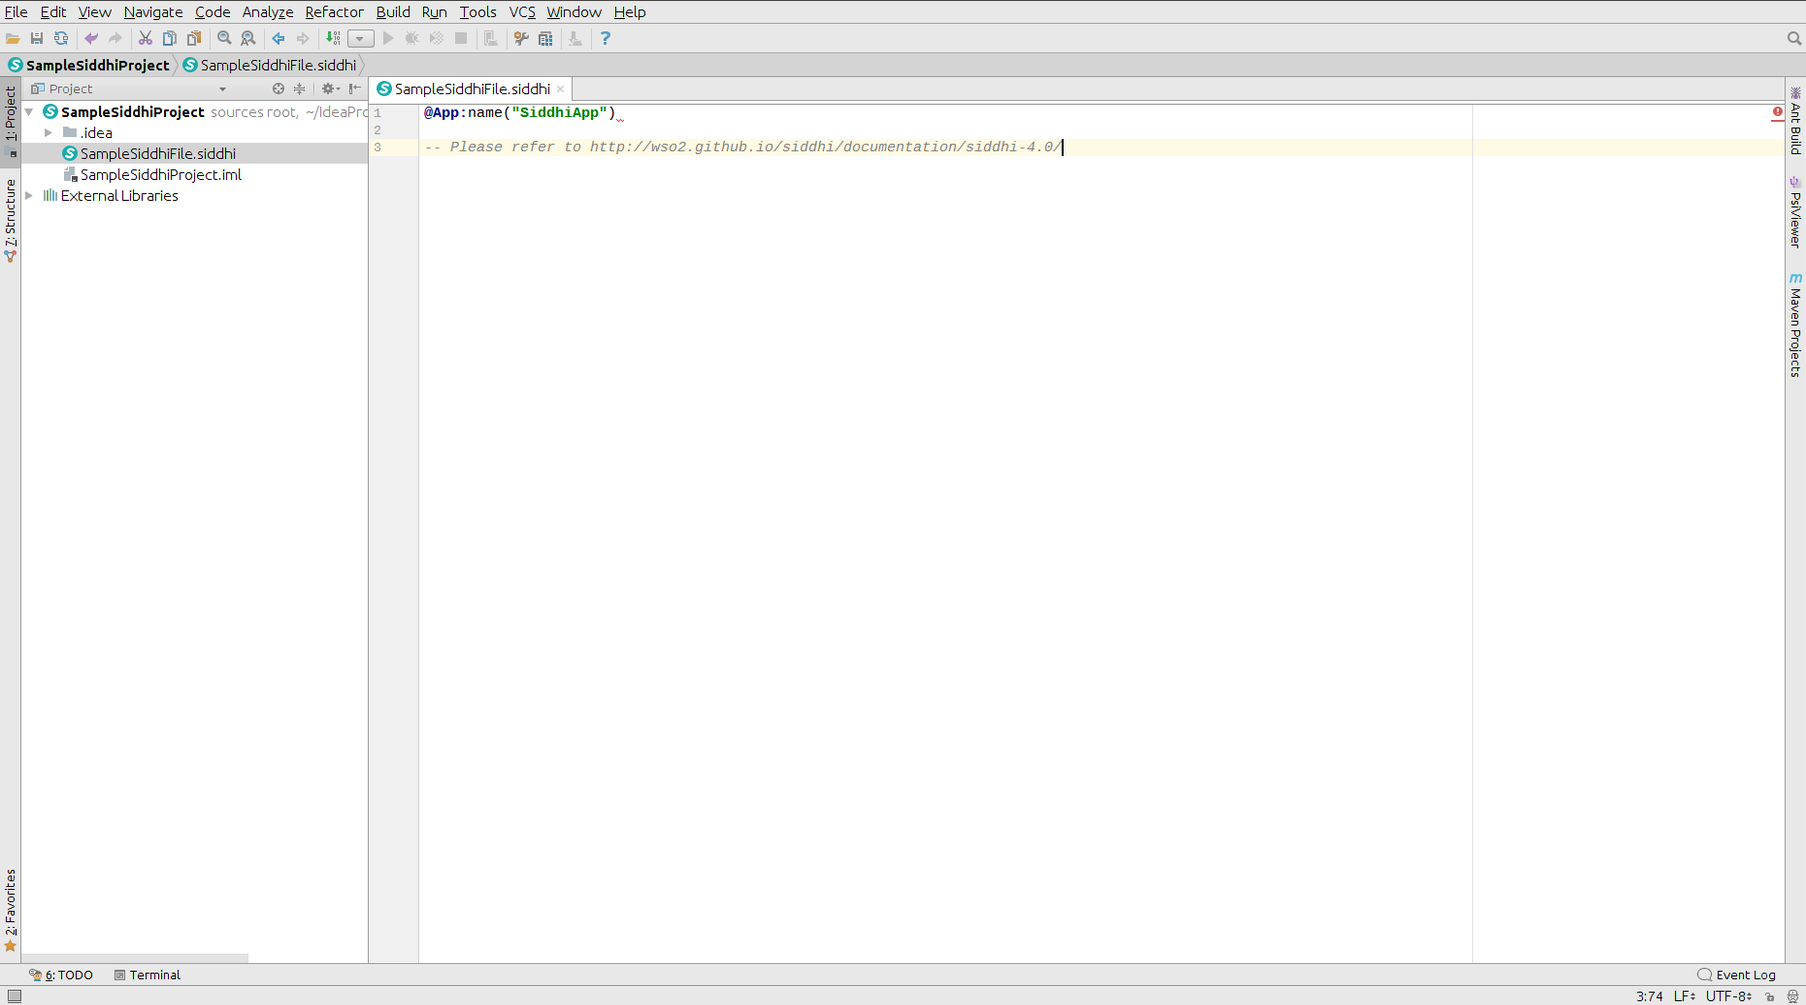 File Edit View Navigate Code Analyze Refactor Build Run Tools VCS Window Help
SampleSiddhiProject SampleSiddhiFile.siddhi
Project
SampleSiddhiFile.siddhi
SampleSiddhiProject sources root, ~/IdeaPro
.idea
SampleSiddhiFile.siddhi
SampleSiddhiProject.iml
External Libraries
1 @App:name("SiddhiApp")
2
3 -- Please refer to http://wso2.github.io/siddhi/documentation/siddhi-4.0/
1: Project
7: Structure
2: Favorites
Ant Build
PsiViewer
Maven Projects
6: TODO Terminal Event Log
3:74 LF UTF-8